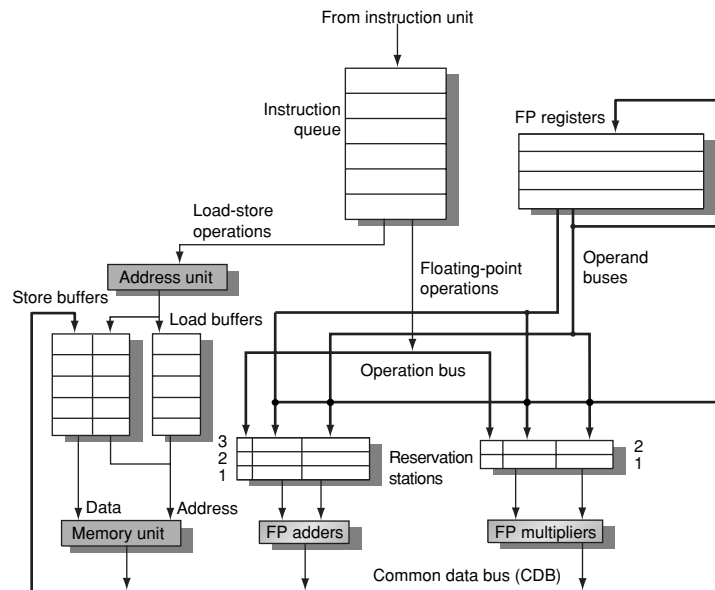 From instruction unit
Instruction
queue
FP registers
Load-store
operations
Address unit
Floating-point
operations
Operand
buses
Store buffers
Load buffers
Operation bus
3
2
1
Reservation
stations
2
1
Data
Address
Memory unit
FP adders
FP multipliers
Common data bus (CDB)